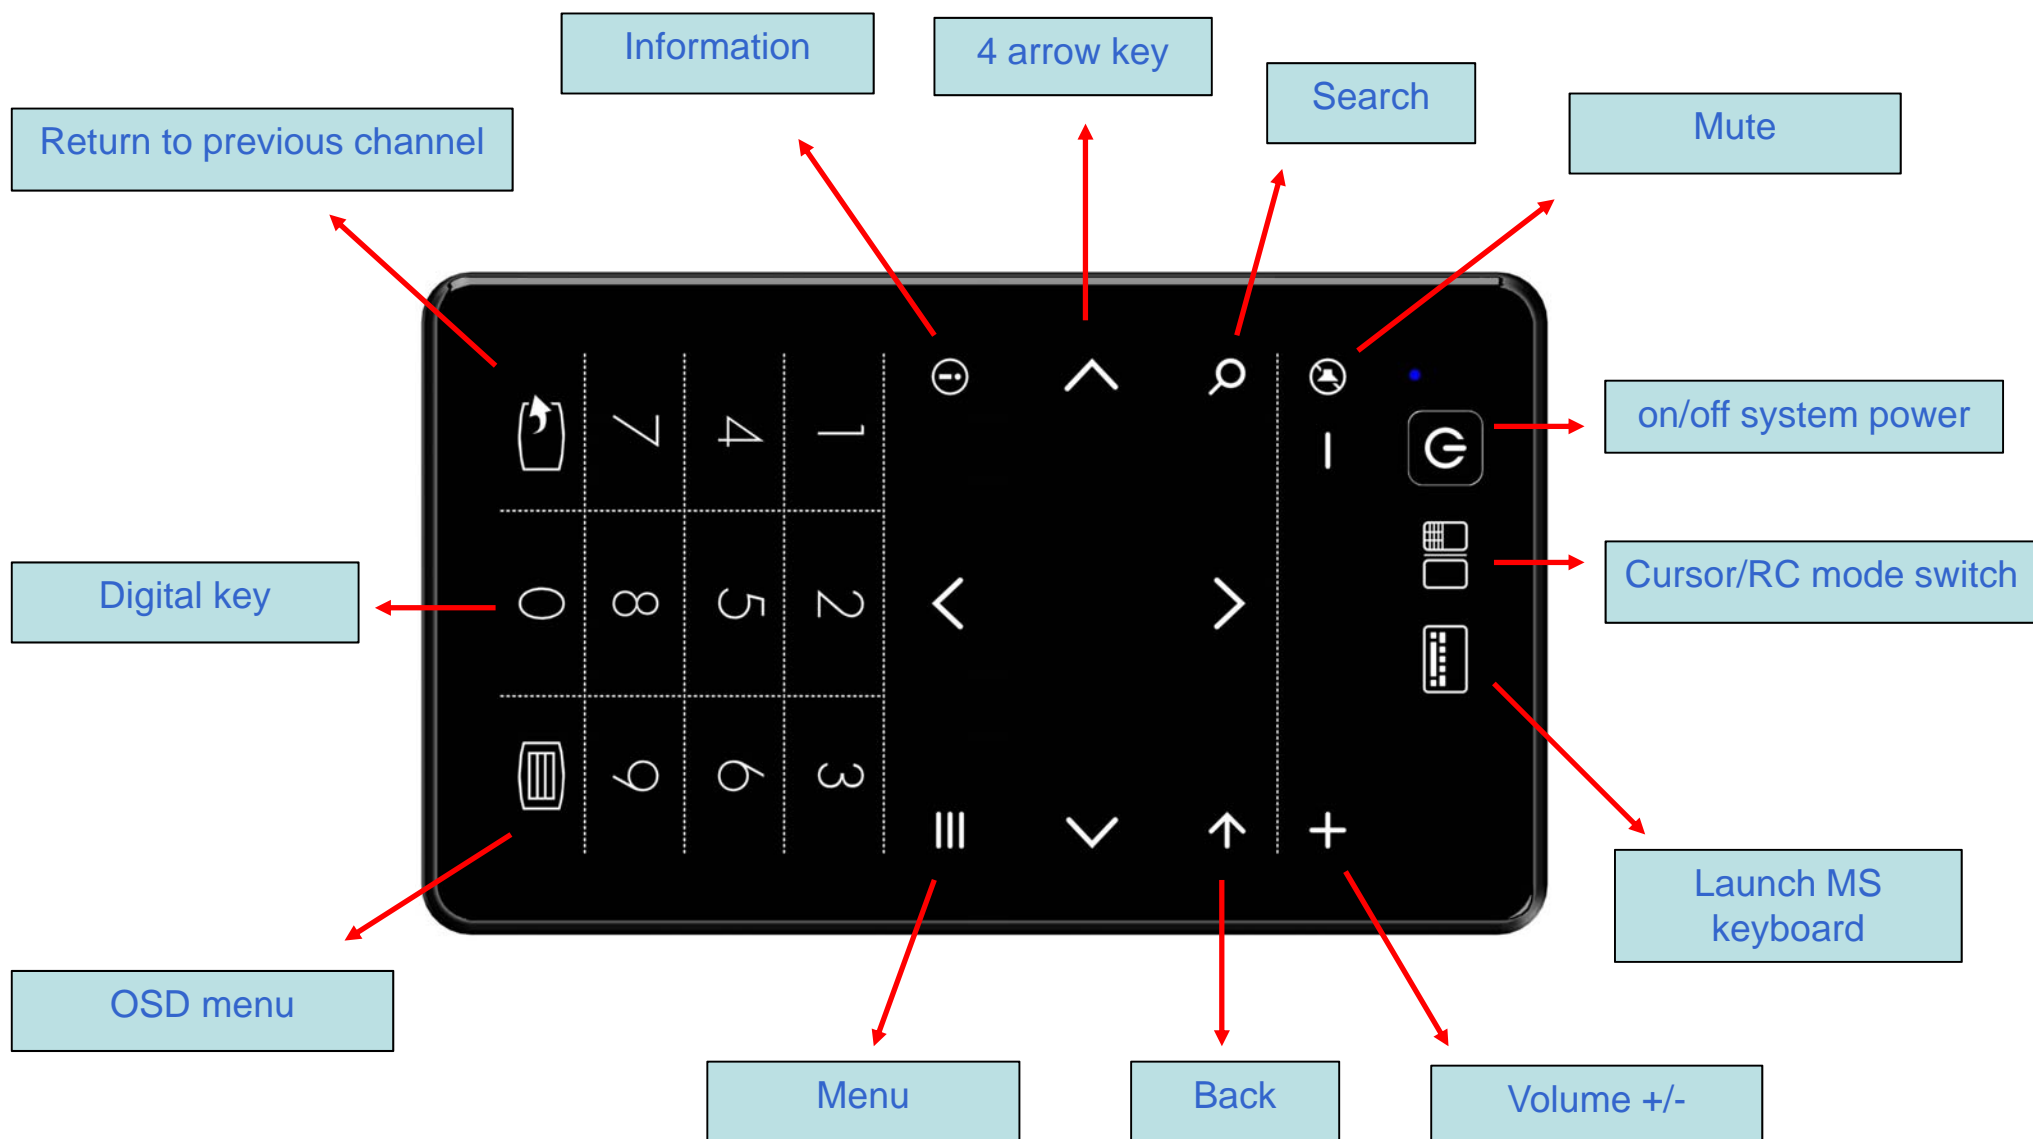 Information
4 arrow key
Search
Mute
Return to previous channel
on/off system power
Cursor/RC mode switch
Digital key
Launch MS
keyboard
OSD menu
Menu
Back
Volume +/-
1
2
3
4
5
6
7
8
9
0